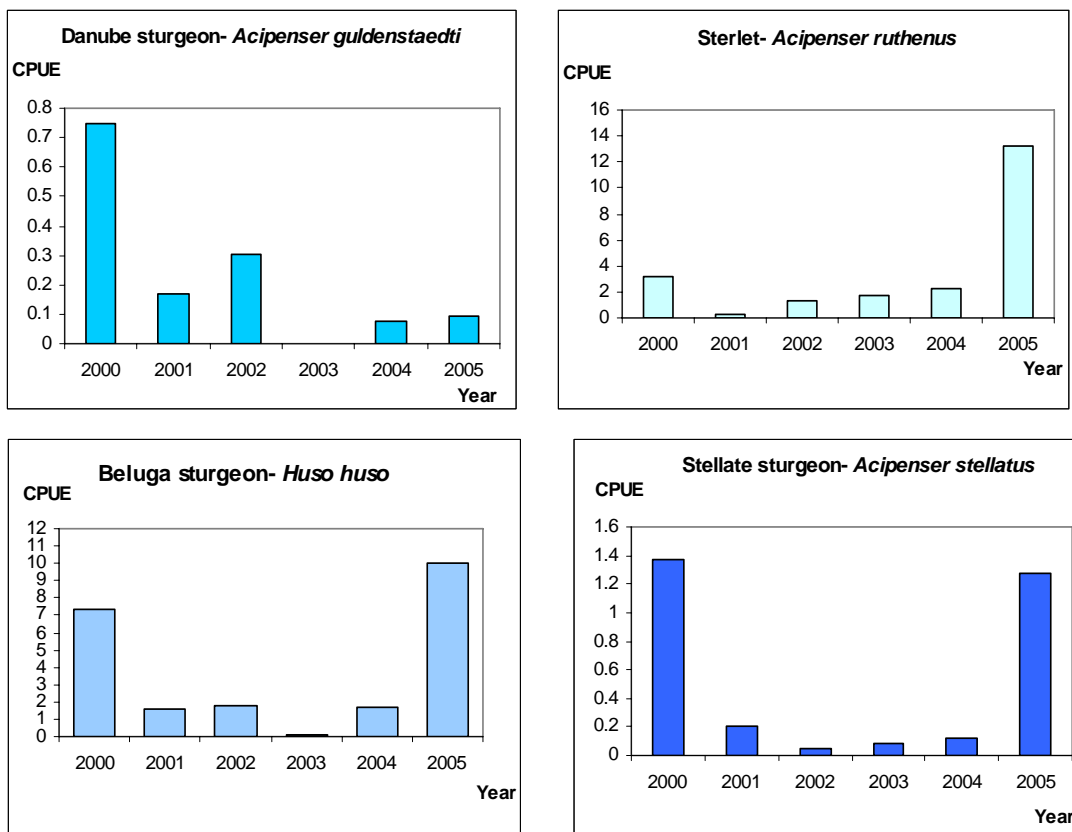 Danube sturgeon- Acipenser guldenstaedti
CPUE
0.8
0.7
0.6
0.5
0.4
0.3
0.2
0.1
0
2000 2001 2002 2003 2004 2005
Year
Sterlet- Acipenser ruthenus
CPUE
16
14
12
10
8
6
4
2
0
2000 2001 2002 2003 2004 2005
Year
Beluga sturgeon- Huso huso
CPUE
12
11
10
9
8
7
6
5
4
3
2
1
0
2000 2001 2002 2003 2004 2005
Year
Stellate sturgeon- Acipenser stellatus
CPUE
1.6
1.4
1.2
1
0.8
0.6
0.4
0.2
0
2000 2001 2002 2003 2004 2005
Year